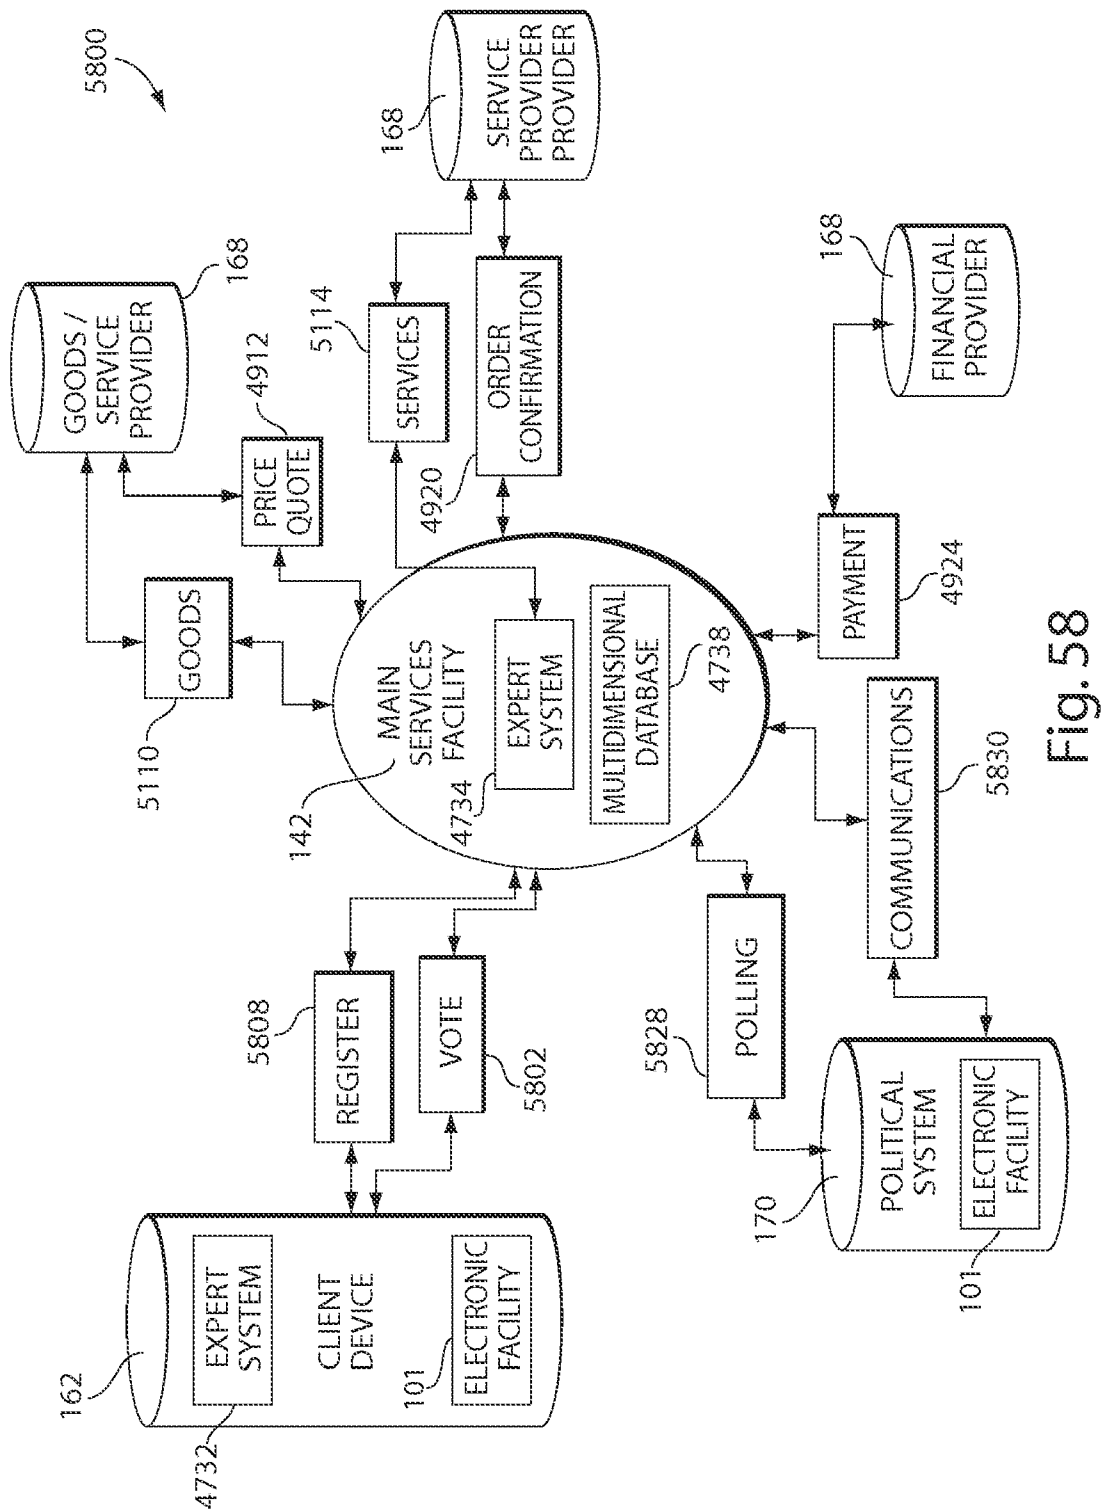 5800
162
EXPERT
SYSTEM
4732
CLIENT
DEVICE
101
ELECTRONIC
FACILITY
5808
REGISTER
VOTE
5802
5110
GOODS
GOODS /
SERVICE
PROVIDER
168
PRICE
QUOTE
4912
5114
SERVICES
4920
ORDER
CONFIRMATION
168
SERVICE
PROVIDER
PROVIDER
142
MAIN
SERVICES
FACILITY
4734
EXPERT
SYSTEM
MULTIDIMENSIONAL
DATABASE
4738
5828
POLLING
170
POLITICAL
SYSTEM
ELECTRONIC
FACILITY
101
COMMUNICATIONS
5830
PAYMENT
4924
168
FINANCIAL
PROVIDER
Fig. 58